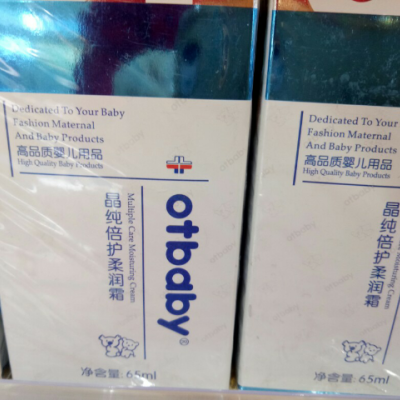 Dedicated To Your Baby
Fashion Maternal
And Baby Products
高品质婴儿用品
High Quality Baby Products
otbaby®
Multiple Care Moisturizing Cream
晶纯倍护柔润霜
净含量: 65ml
Dedicated To You
Fashion Maternal
And Baby Products
高品质婴儿用品
High Quality Baby Products
Moisturizing Cream
晶纯倍护柔润霜
净含量: 65ml